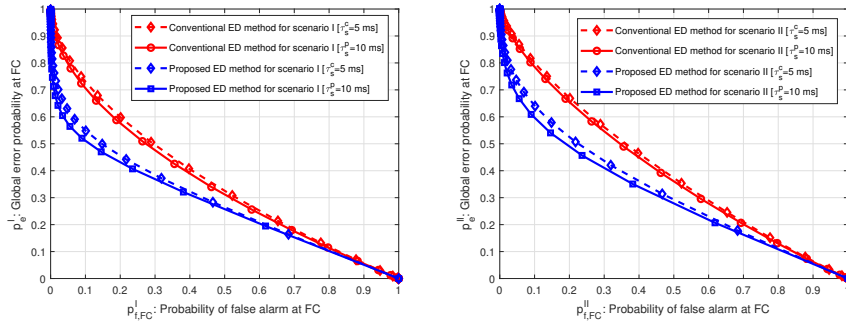 1
0.9
0.8
0.7
0.6
0.5
0.4
0.3
0.2
0.1
0
0 0.1 0.2 0.3 0.4 0.5 0.6 0.7 0.8 0.9 1
p_e^I: Global error probability at FC
p_{f,FC}^I: Probability of false alarm at FC
Conventional ED method for scenario I [τ_s^c=5 ms]
Conventional ED method for scenario I [τ_s^p=10 ms]
Proposed ED method for scenario I [τ_s^c=5 ms]
Proposed ED method for scenario I [τ_s^p=10 ms]
1
0.9
0.8
0.7
0.6
0.5
0.4
0.3
0.2
0.1
0
0 0.1 0.2 0.3 0.4 0.5 0.6 0.7 0.8 0.9 1
p_e^II: Global error probability at FC
p_{f,FC}^II: Probability of false alarm at FC
Conventional ED method for scenario II [τ_s^c=5 ms]
Conventional ED method for scenario II [τ_s^p=10 ms]
Proposed ED method for scenario II [τ_s^c=5 ms]
Proposed ED method for scenario II [τ_s^p=10 ms]